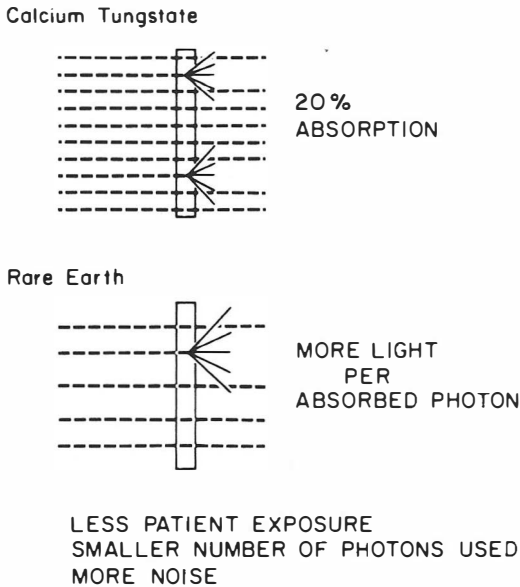 Calcium Tungstate
20%
ABSORPTION
Rare Earth
MORE LIGHT
PER
ABSORBED PHOTON
LESS PATIENT EXPOSURE
SMALLER NUMBER OF PHOTONS USED
MORE NOISE